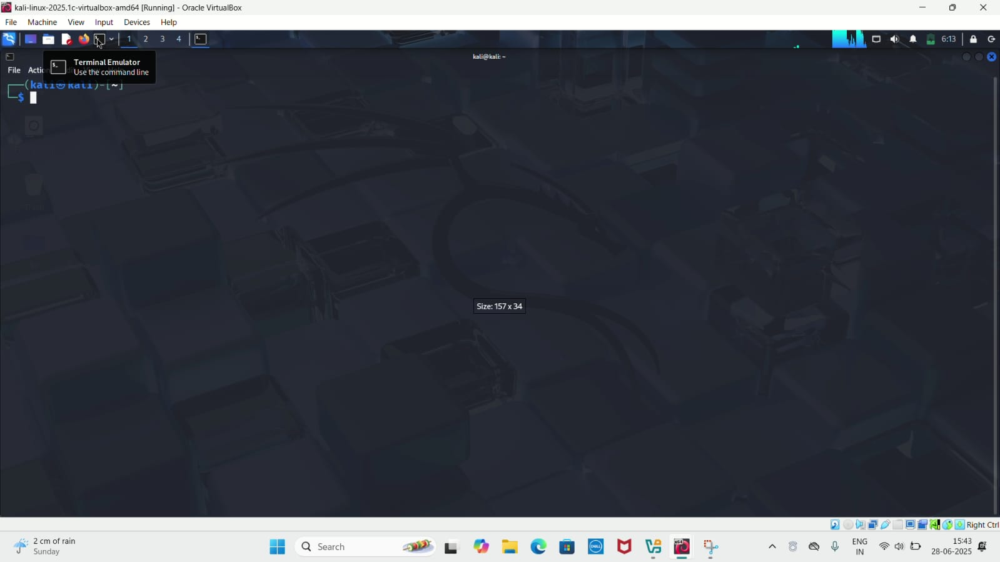 kali-linux-2025.1c-virtualbox-amd64 [Running] - Oracle VirtualBox
File Machine View Input Devices Help
1 2 3 4 6:13
kali@kali: ~
Terminal Emulator
Use the command line
File
(kali㉿kali)-[~]
$
Size: 157 x 34
Right Ctrl
2 cm of rain
Sunday
Search
DELL
ENG
IN
15:43
28-06-2025